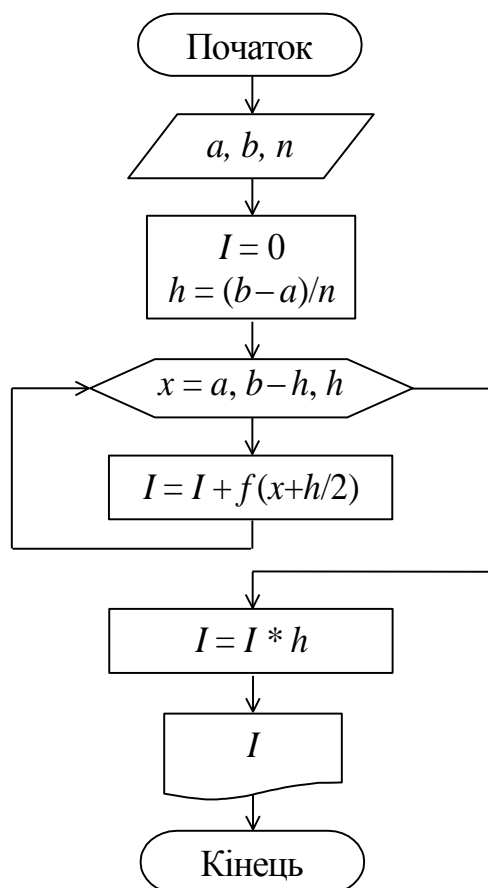 Початок
a, b, n
I = 0
h = (b–a)/n
x = a, b–h, h
I = I + f (x+h/2)
I = I * h
I
Кінець